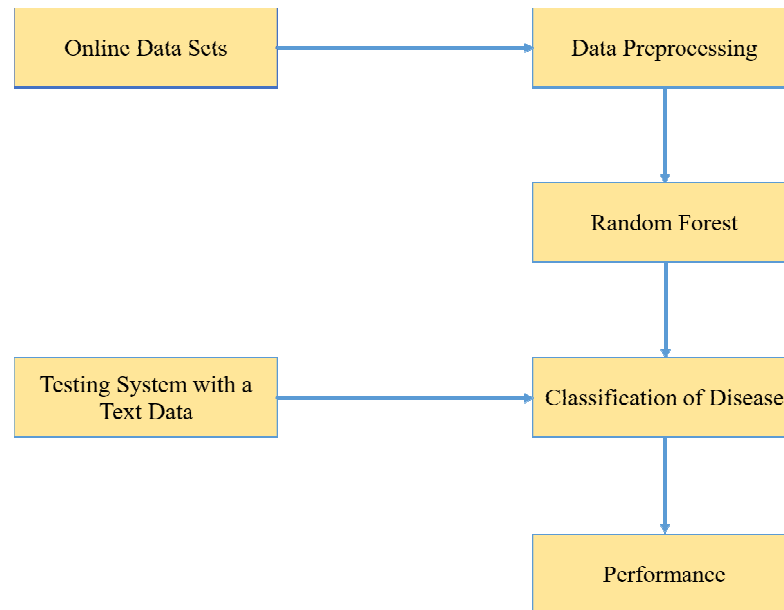 Online Data Sets
Data Preprocessing
Random Forest
Testing System with a
Text Data
Classification of Disease
Performance